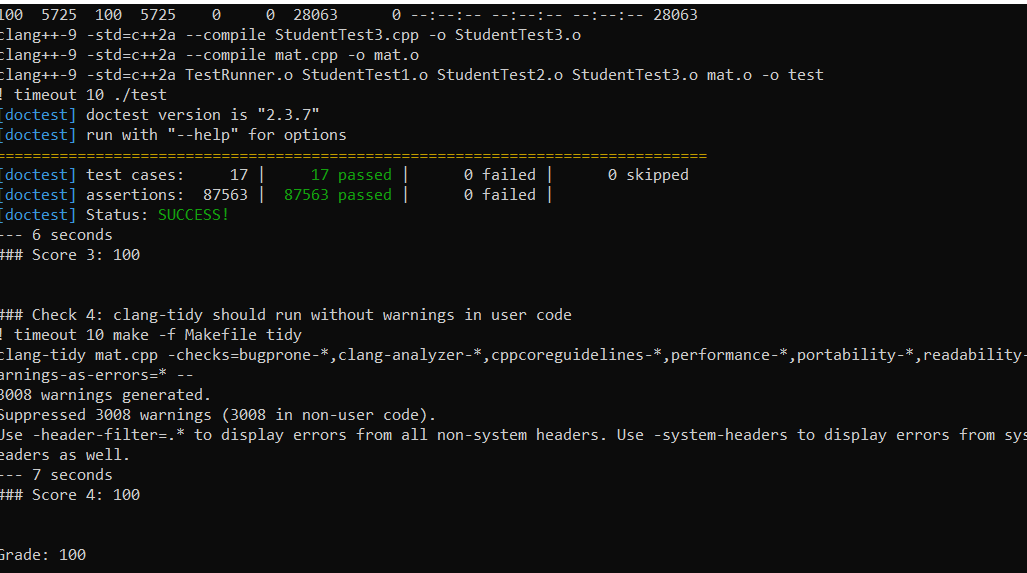 100  5725  100  5725    0     0  28063      0 --:--:-- --:--:-- --:--:-- 28063
clang++-9 -std=c++2a --compile StudentTest3.cpp -o StudentTest3.o
clang++-9 -std=c++2a --compile mat.cpp -o mat.o
clang++-9 -std=c++2a TestRunner.o StudentTest1.o StudentTest2.o StudentTest3.o mat.o -o test
! timeout 10 ./test
[doctest] doctest version is "2.3.7"
[doctest] run with "--help" for options
===============================================================================
[doctest] test cases:     17 |     17 passed |      0 failed |      0 skipped
[doctest] assertions:  87563 |  87563 passed |      0 failed |
[doctest] Status: SUCCESS!
--- 6 seconds
### Score 3: 100
### Check 4: clang-tidy should run without warnings in user code
! timeout 10 make -f Makefile tidy
clang-tidy mat.cpp -checks=bugprone-*,clang-analyzer-*,cppcoreguidelines-*,performance-*,portability-*,readability-
arnings-as-errors=* --
3008 warnings generated.
Suppressed 3008 warnings (3008 in non-user code).
Use -header-filter=.* to display errors from all non-system headers. Use -system-headers to display errors from sys
eaders as well.
--- 7 seconds
### Score 4: 100
Grade: 100